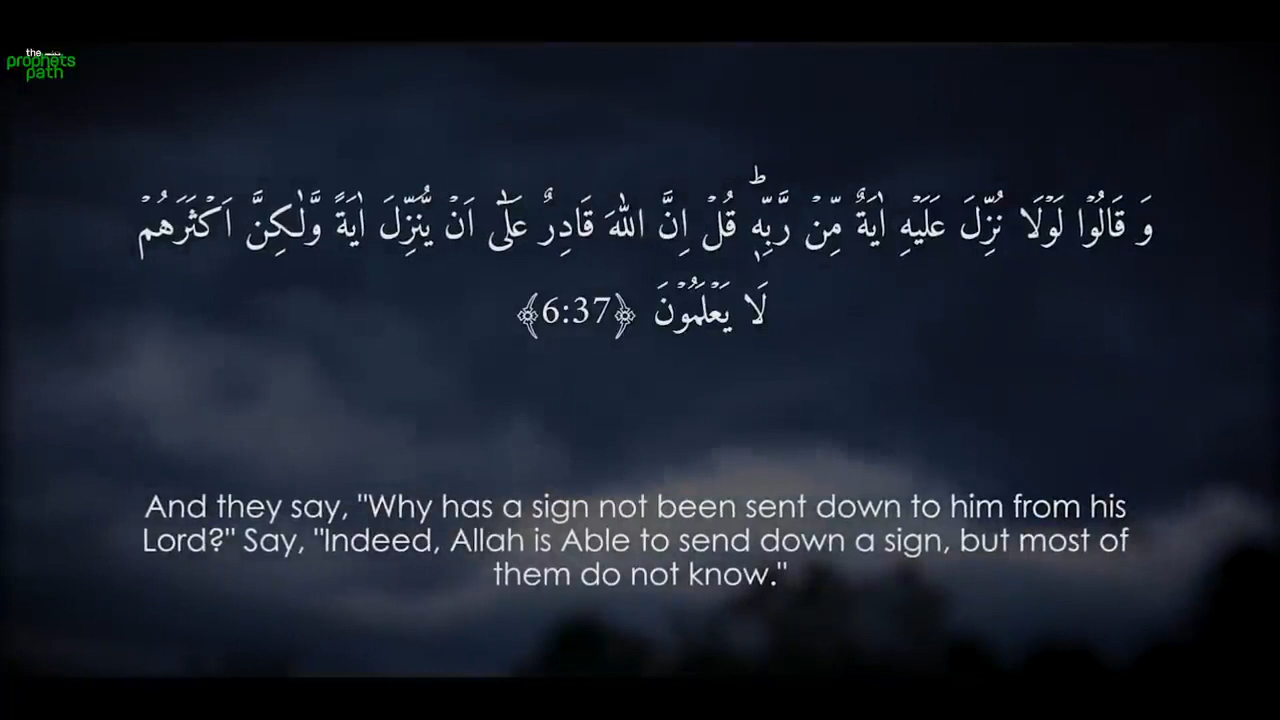 the
prophets
path
وَ قَالُوۡا لَوۡلَا نُزِّلَ عَلَيۡهِ اٰيَةٌ مِّنۡ رَّبِّهٖ ؕ قُلۡ اِنَّ اللّٰهَ قَادِرٌ عَلٰٓى اَنۡ يُّنَزِّلَ اٰيَةً وَّلٰـكِنَّ اَكۡثَرَهُمۡ
لَا يَعۡلَمُوۡنَ ﴿6:37﴾
And they say, "Why has a sign not been sent down to him from his
Lord?" Say, "Indeed, Allah is Able to send down a sign, but most of
them do not know."